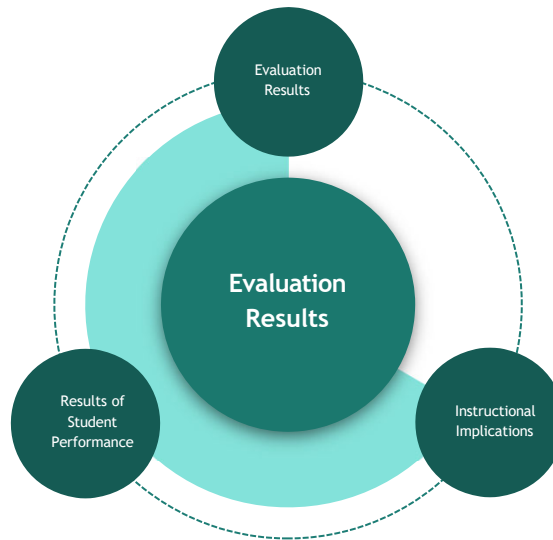 Evaluation
Results
Evaluation
Results
Results of
Student
Performance
Instructional
Implications